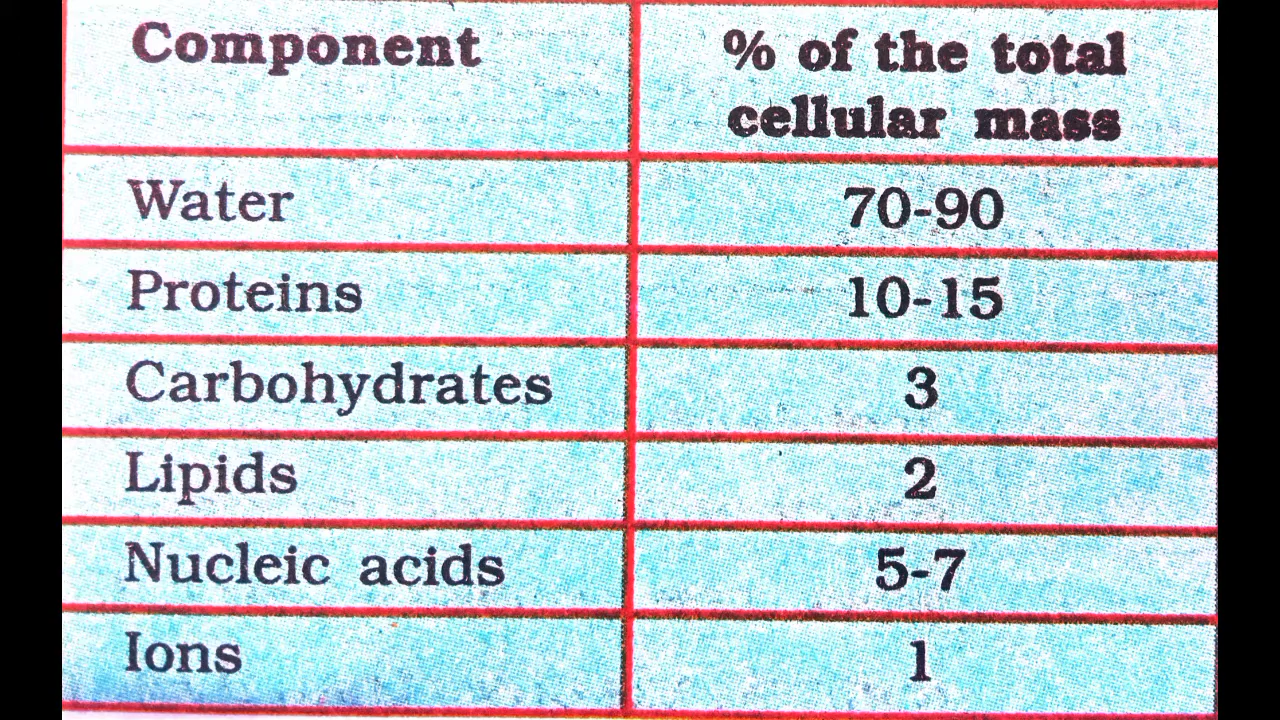 Component
% of the total
cellular mass
Water
70-90
Proteins
10-15
Carbohydrates
3
Lipids
2
Nucleic acids
5-7
Ions
1